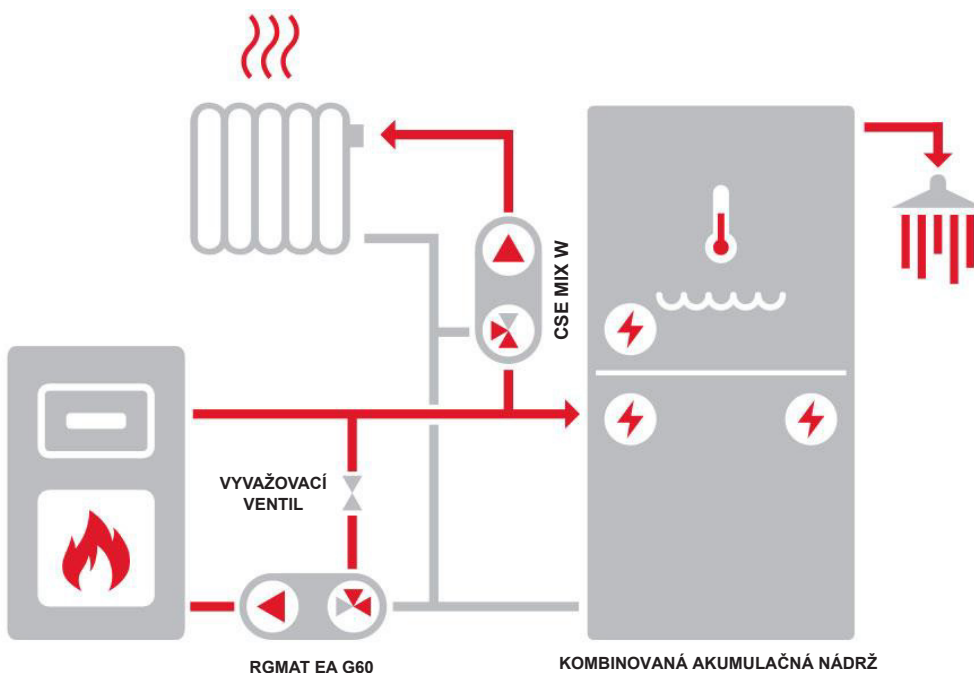 CSE MIX W
VYVAŽOVACÍ
VENTIL
RGMAT EA G60
KOMBINOVANÁ AKUMULAČNÁ NÁDRŽ